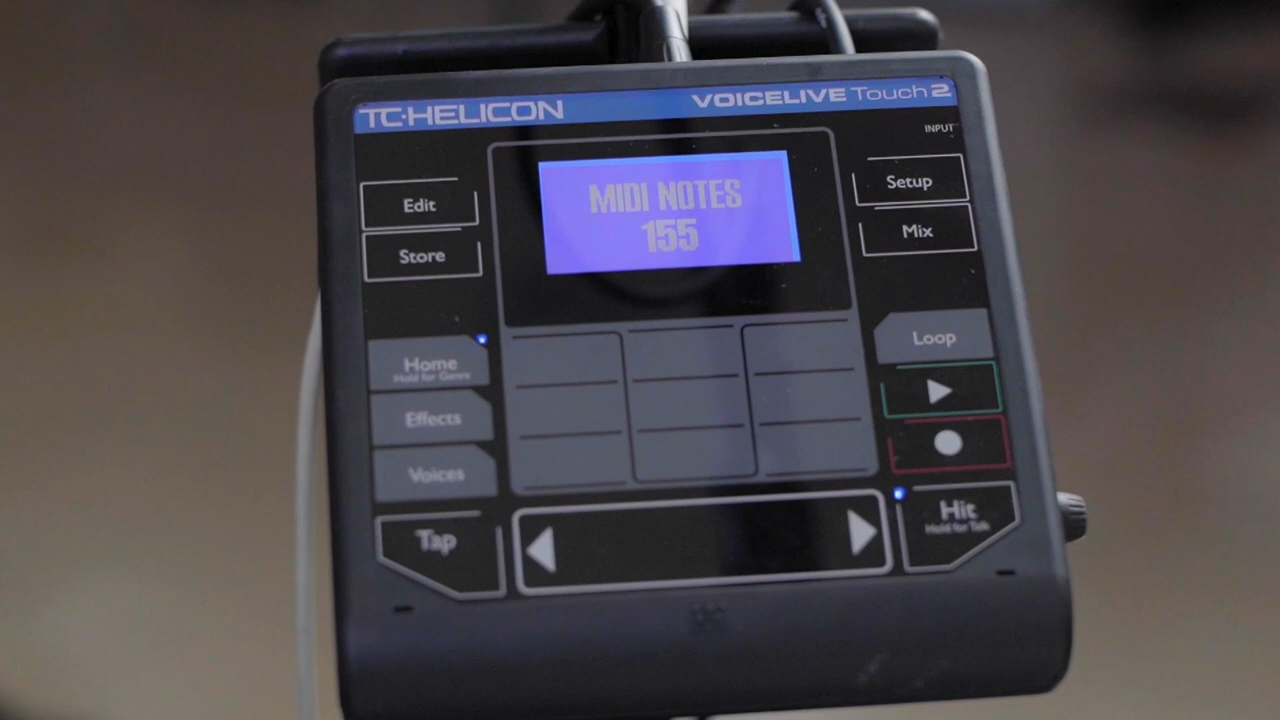 TC·HELICON
VOICELIVE Touch 2
INPUT
MIDI NOTES
155
Edit
Store
Setup
Mix
Home
Hold for Genre
Effects
Voices
Tap
Loop
Hit
Hold for Talk